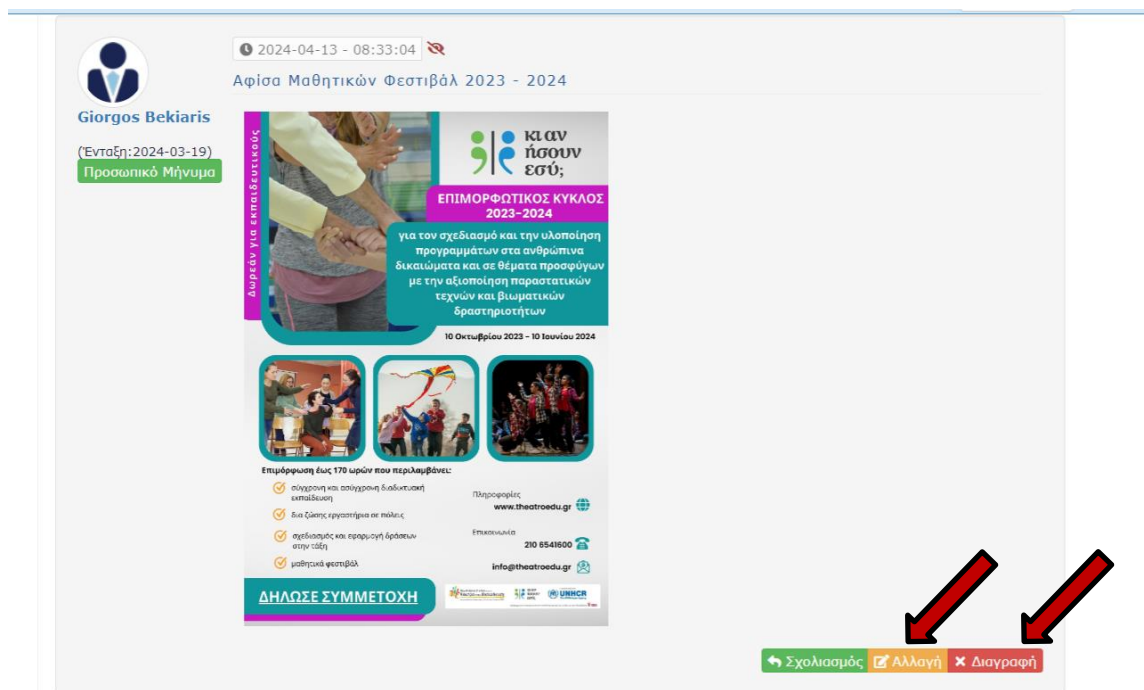 2024-04-13 - 08:33:04
Αφίσα Μαθητικών Φεστιβάλ 2023 - 2024
Giorgos Bekiaris
(Ένταξη:2024-03-19)
Προσωπικό Μήνυμα
Δωρεάν για εκπαιδευτικούς
κι αν
ήσουν
εσύ;
ΕΠΙΜΟΡΦΩΤΙΚΟΣ ΚΥΚΛΟΣ
2023-2024
για τον σχεδιασμό και την υλοποίηση
προγραμμάτων στα ανθρώπινα
δικαιώματα και σε θέματα προσφύγων
με την αξιοποίηση παραστατικών
τεχνών και βιωματικών
δραστηριοτήτων
10 Οκτωβρίου 2023 - 10 Ιουνίου 2024
Επιμόρφωση έως 170 ωρών που περιλαμβάνει:
σύγχρονη και ασύγχρονη διαδικτυακή
εκπαίδευση
δια ζώσης εργαστήρια σε πόλεις
σχεδιασμός και εφαρμογή δράσεων
στην τάξη
μαθητικά φεστιβάλ
Πληροφορίες
www.theatroedu.gr
Επικοινωνία
210 6541600
info@theatroedu.gr
ΔΗΛΩΣΕ ΣΥΜΜΕΤΟΧΗ
UNHCR
Σχολιασμός
Αλλαγή
Διαγραφή